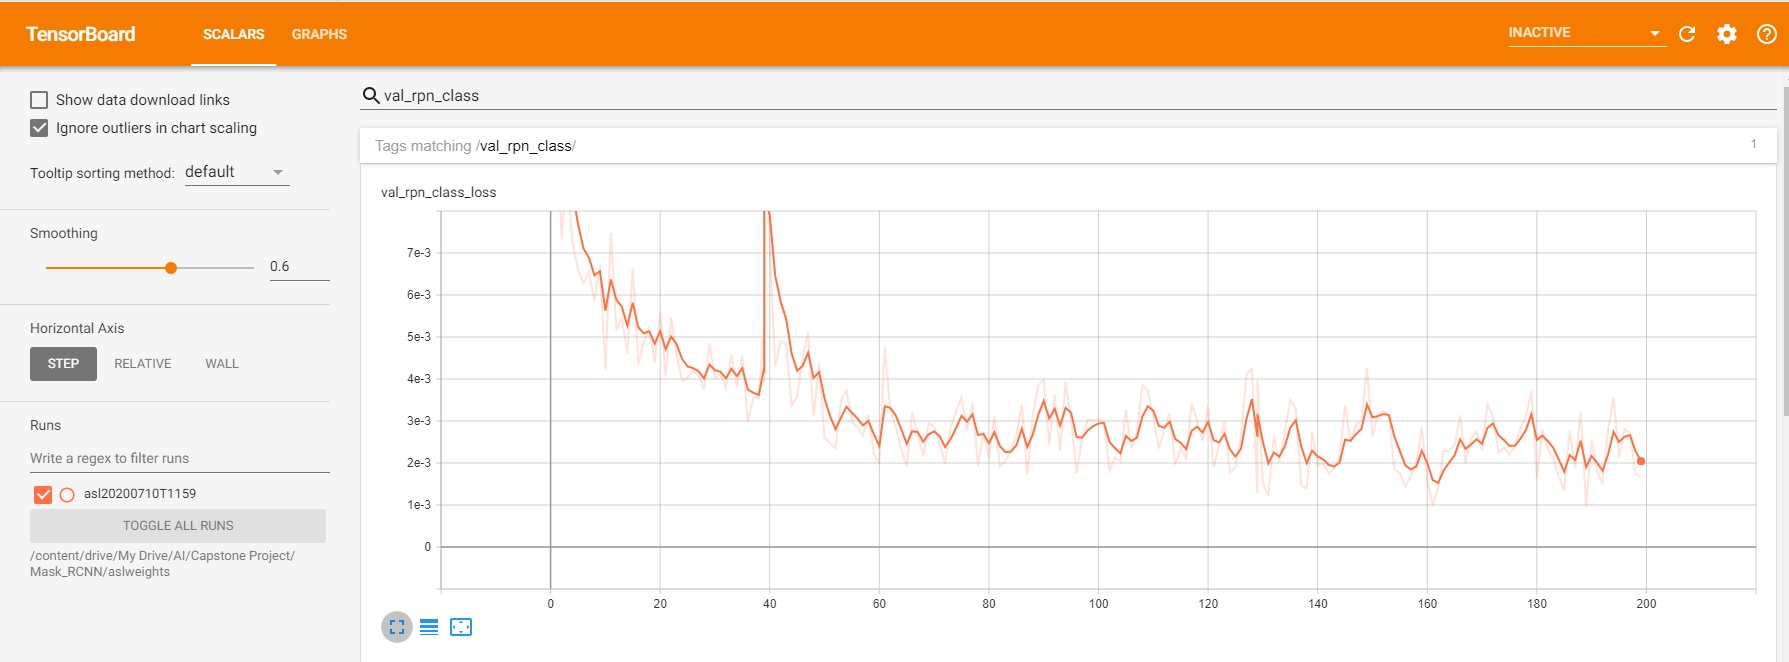 TensorBoard SCALARS GRAPHS INACTIVE
Show data download links
Ignore outliers in chart scaling
Tooltip sorting method: default
Smoothing
0.6
Horizontal Axis
STEP RELATIVE WALL
Runs
Write a regex to filter runs
asl20200710T1159
TOGGLE ALL RUNS
/content/drive/My Drive/AI/Capstone Project/
Mask_RCNN/aslweights
val_rpn_class
Tags matching /val_rpn_class/ 1
val_rpn_class_loss
7e-3
6e-3
5e-3
4e-3
3e-3
2e-3
1e-3
0
0 20 40 60 80 100 120 140 160 180 200